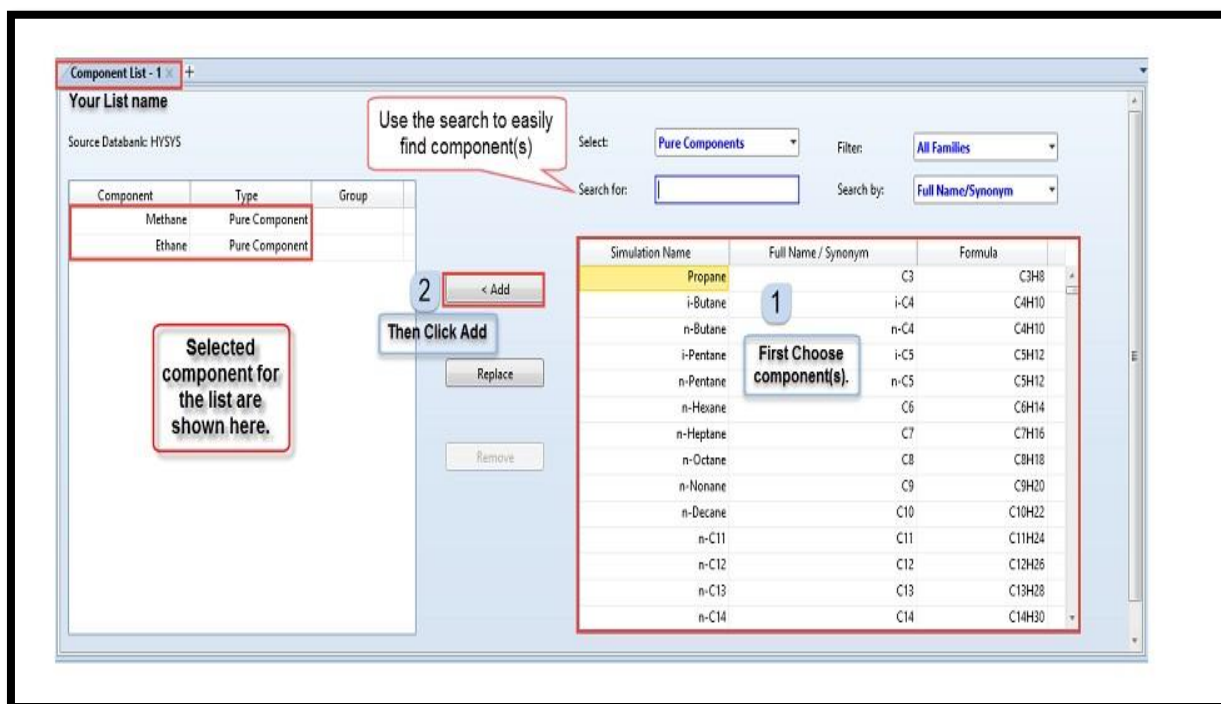 Component List - 1 × +
Your List name
Source Databank: HYSYS
Use the search to easily
find component(s)
Select: Pure Components Filter: All Families
Search for: Search by: Full Name/Synonym
Component Type Group
Methane Pure Component
Ethane Pure Component
Selected
component for
the list are
shown here.
2 < Add
Then Click Add
Replace
Remove
Simulation Name Full Name / Synonym Formula
Propane C3 C3H8
i-Butane i-C4 C4H10
n-Butane n-C4 C4H10
i-Pentane i-C5 C5H12
n-Pentane n-C5 C5H12
n-Hexane C6 C6H14
n-Heptane C7 C7H16
n-Octane C8 C8H18
n-Nonane C9 C9H20
n-Decane C10 C10H22
n-C11 C11 C11H24
n-C12 C12 C12H26
n-C13 C13 C13H28
n-C14 C14 C14H30
1
First Choose
component(s).